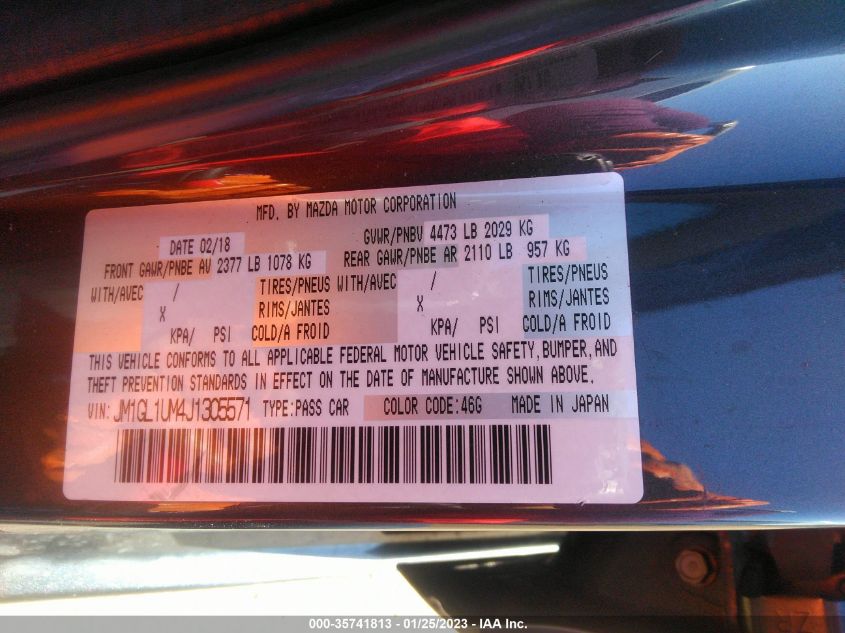 MFD. BY MAZDA MOTOR CORPORATION
DATE 02/18 GVWR/PNBV 4473 LB 2029 KG
FRONT GAWR/PNBE AV 2377 LB 1078 KG REAR GAWR/PNBE AR 2110 LB 957 KG
WITH/AVEC / TIRES/PNEUS WITH/AVEC / TIRES/PNEUS
X RIMS/JANTES X RIMS/JANTES
KPA/ PSI COLD/A FROID KPA/ PSI COLD/A FROID
THIS VEHICLE CONFORMS TO ALL APPLICABLE FEDERAL MOTOR VEHICLE SAFETY, BUMPER, AND
THEFT PREVENTION STANDARDS IN EFFECT ON THE DATE OF MANUFACTURE SHOWN ABOVE.
VIN: JM1GL1UM4J1305571 TYPE:PASS CAR COLOR CODE:46G MADE IN JAPAN
000-35741813 - 01/25/2023 - IAA Inc.